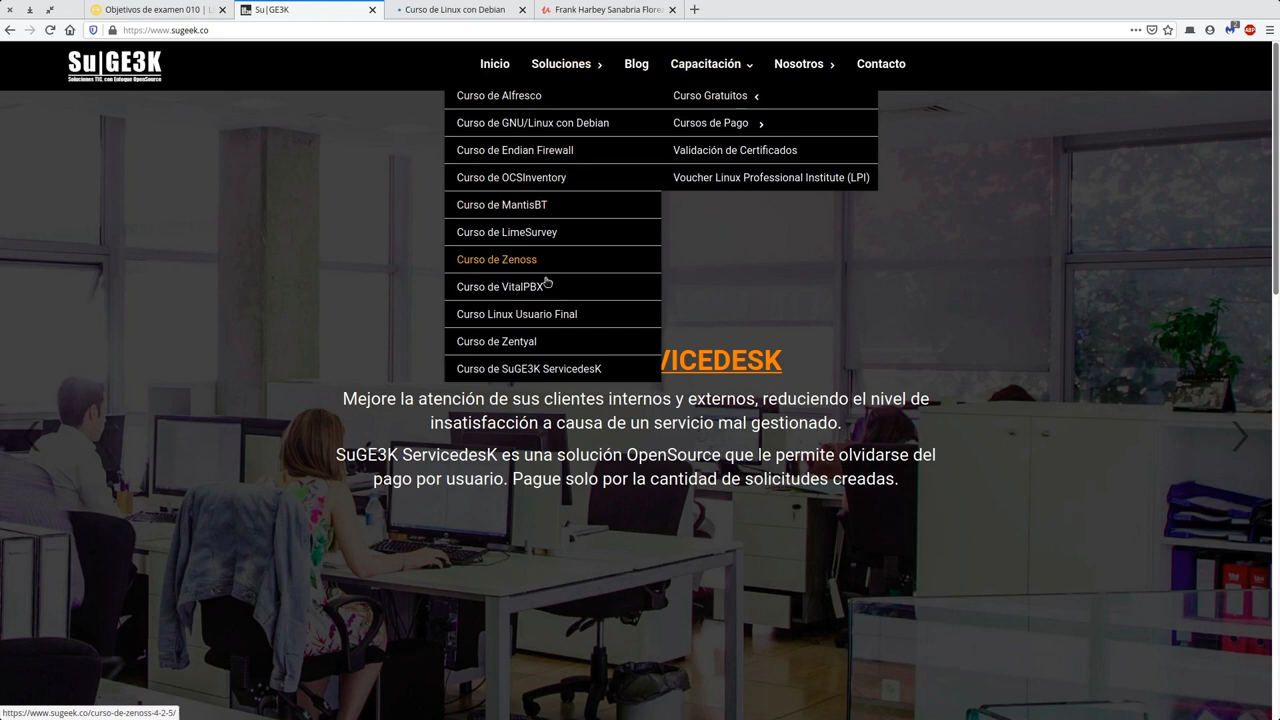 Objetivos de examen 010 | L
Su|GE3K
Curso de Linux con Debian
Frank Harbey Sanabria Florez
https://www.sugeek.co
2
ABP
Su|GE3K
Soluciones TIC. con Enfoque OpenSource
Inicio
Soluciones
Blog
Capacitación
Nosotros
Contacto
Curso de Alfresco
Curso de GNU/Linux con Debian
Curso de Endian Firewall
Curso de OCSInventory
Curso de MantisBT
Curso de LimeSurvey
Curso de Zenoss
Curso de VitalPBX
Curso Linux Usuario Final
Curso de Zentyal
Curso de SuGE3K ServicedesK
Curso Gratuitos
Cursos de Pago
Validación de Certificados
Voucher Linux Professional Institute (LPI)
VICEDESK
Mejore la atención de sus clientes internos y externos, reduciendo el nivel de
insatisfacción a causa de un servicio mal gestionado.
SuGE3K ServicedesK es una solución OpenSource que le permite olvidarse del
pago por usuario. Pague solo por la cantidad de solicitudes creadas.
https://www.sugeek.co/curso-de-zenoss-4-2-5/